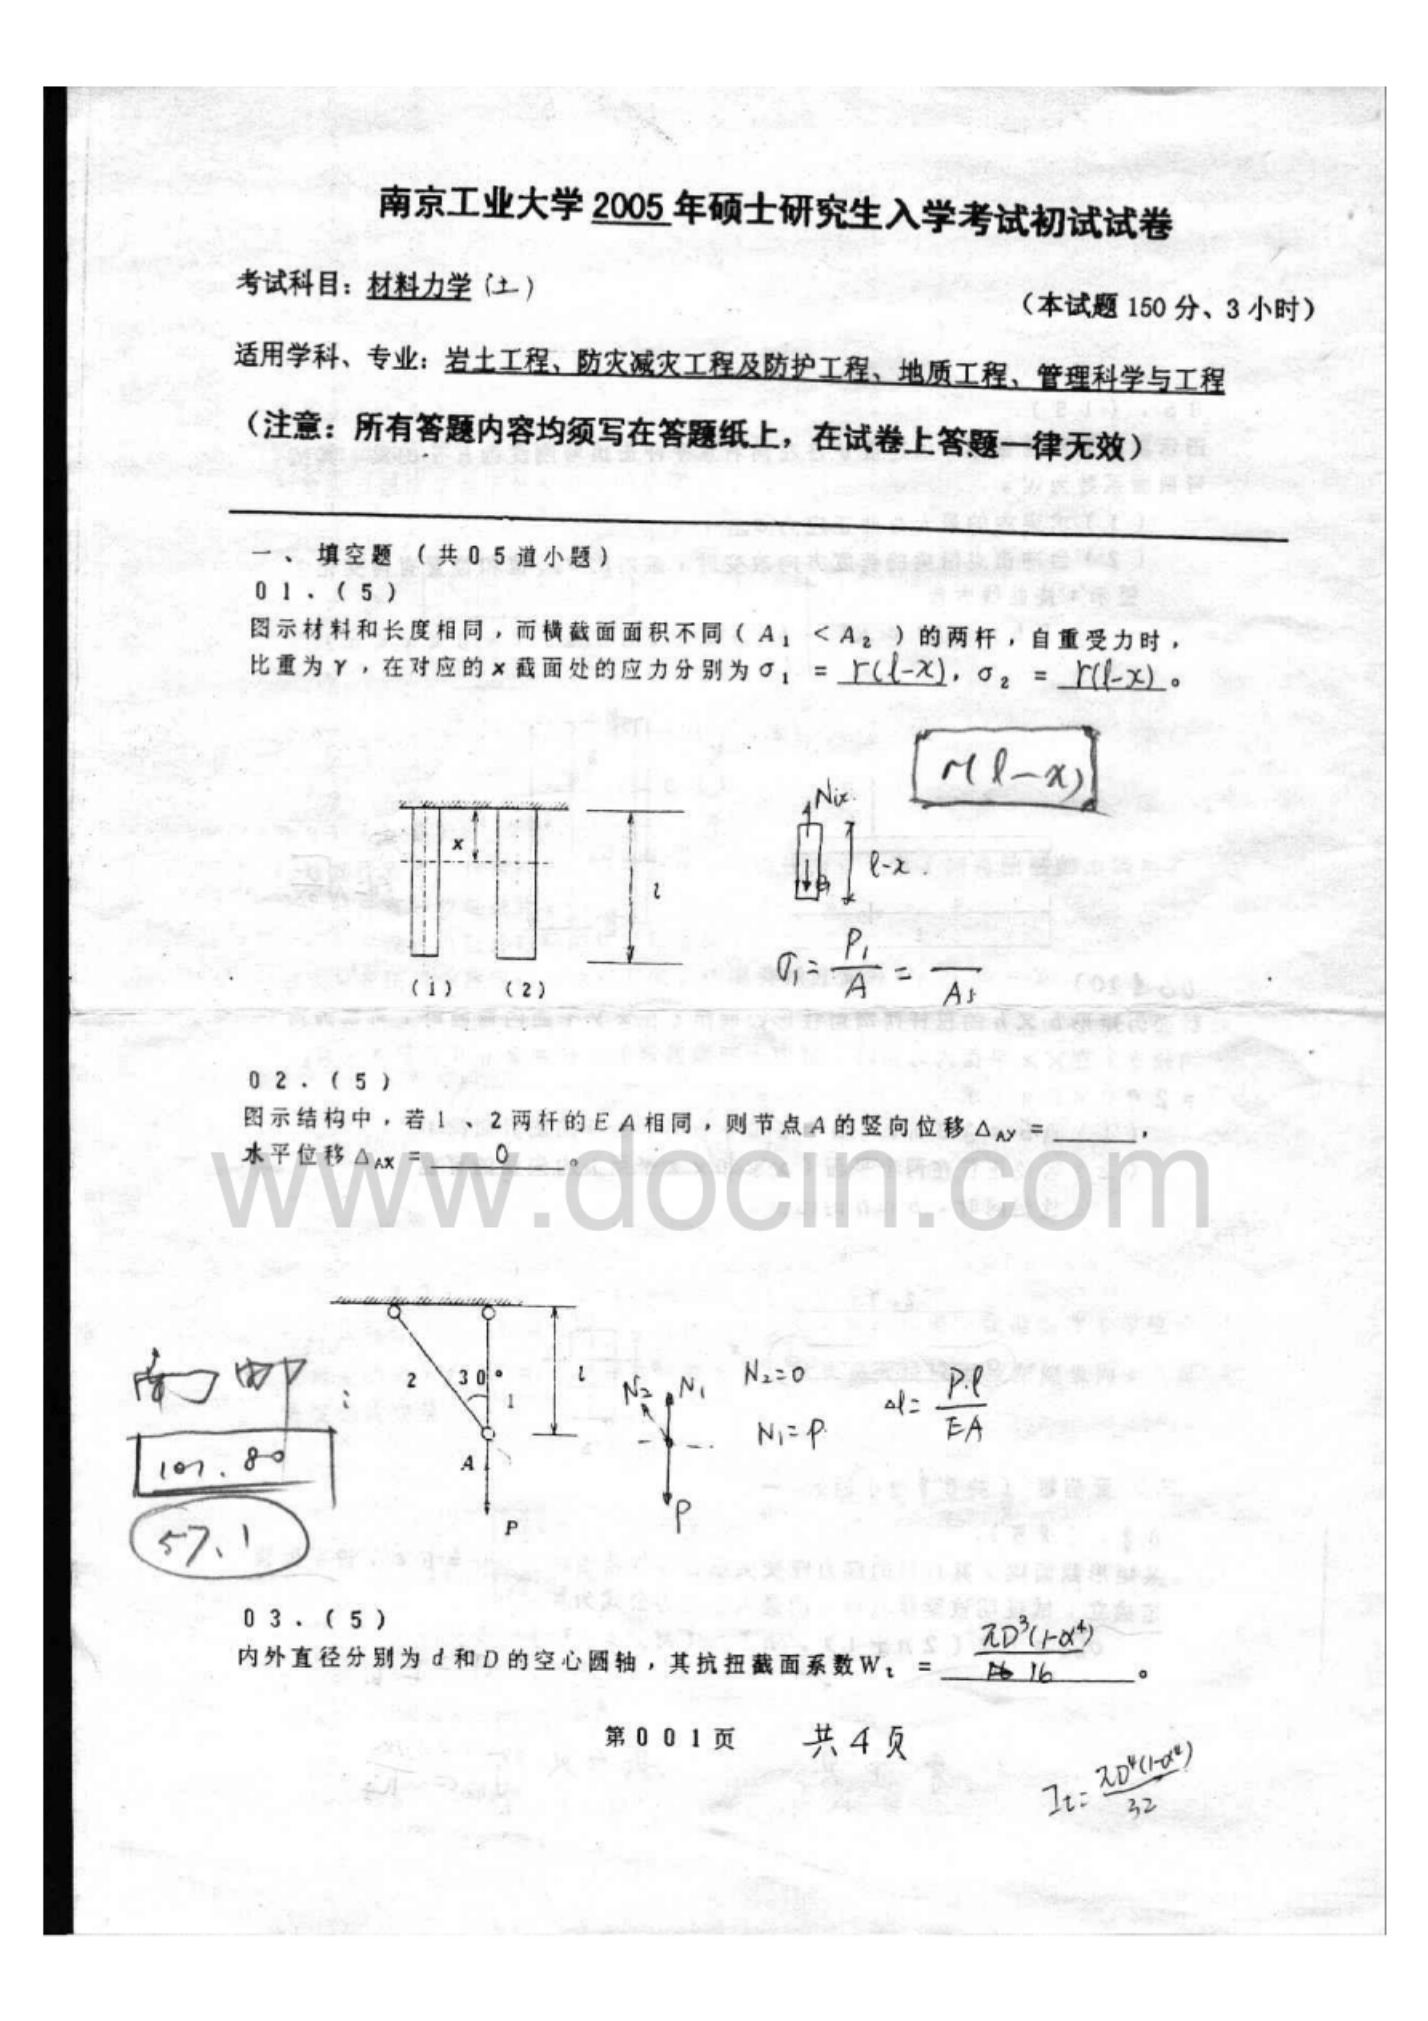 南京工业大学 2005 年硕士研究生入学考试初试试卷
考试科目：材料力学（土）
（本试题 150 分、3 小时）
适用学科、专业：岩土工程、防灾减灾工程及防护工程、地质工程、管理科学与工程
（注意：所有答题内容均须写在答题纸上，在试卷上答题一律无效）
一、填空题（共05道小题）
01．（5）
图示材料和长度相同，而横截面面积不同（A₁＜A₂）的两杆，自重受力时，
比重为γ，在对应的x截面处的应力分别为σ₁ = r(l-x)，σ₂ = r(l-x)。
r(l-x)
x
l
(1) (2)
l-x
σ₁= P₁/A =
02．（5）
图示结构中，若1、2两杆的EA相同，则节点A的竖向位移Δ_AY = ______，
水平位移Δ_AX = 0。
www.docin.com
2 30° 1
l
A
P
N₂ N₁
P
N₂=0
N₁=P
Δl= P·l/EA
57.1
03．（5）
内外直径分别为d和D的空心圆轴，其抗扭截面系数W_t = πD³(1-α⁴)/16。
第001页 共4页
I_t= πD⁴(1-α⁴)/32